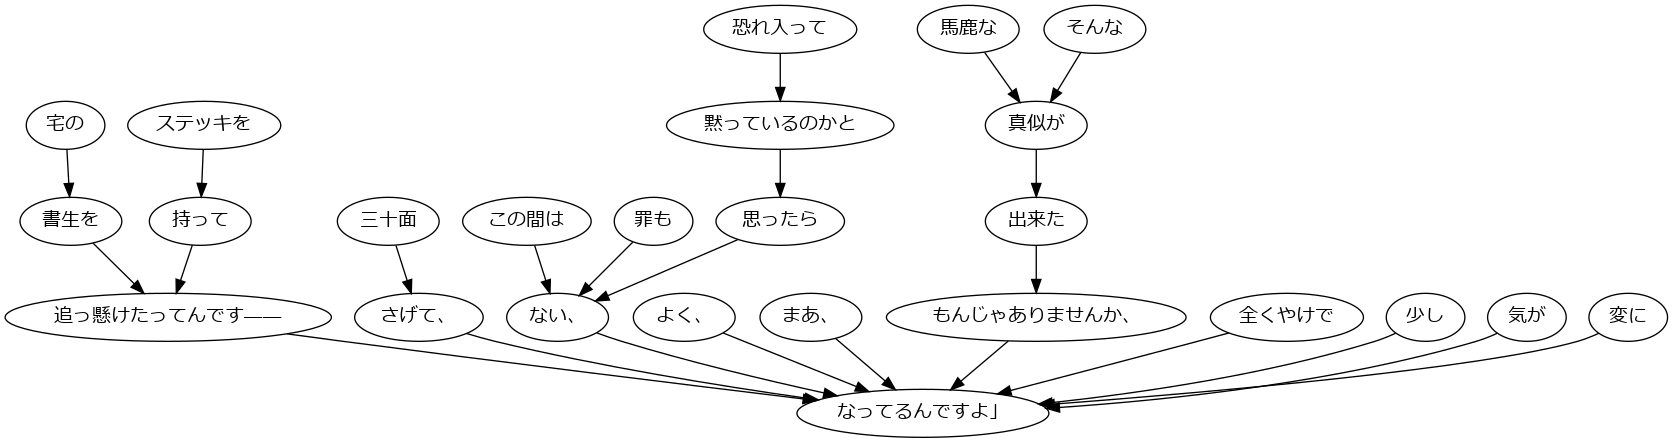 恐れ入って
馬鹿な
そんな
宅の
ステッキを
黙っているのかと
真似が
書生を
持って
三十面
この間は
罪も
思ったら
出来た
追っ懸けたってんです――
さげて、
ない、
よく、
まあ、
もんじゃありませんか、
全くやけで
少し
気が
変に
なってるんですよ」